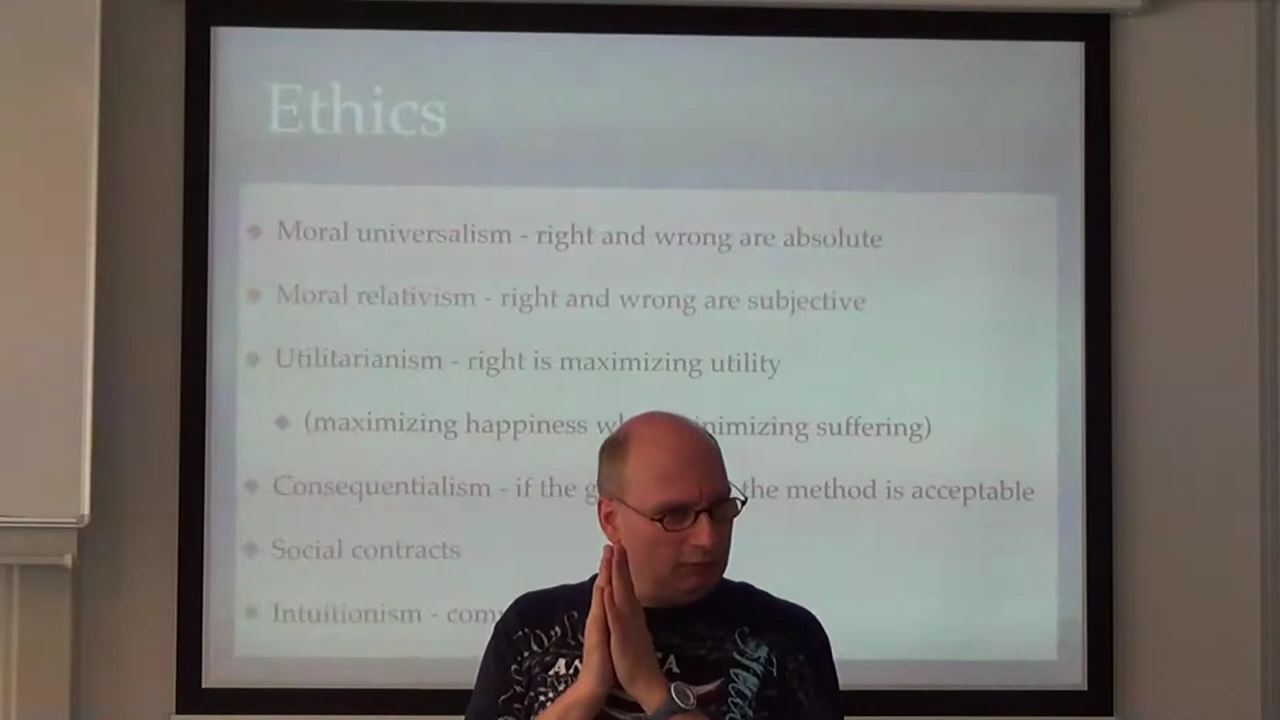 Ethics
Moral universalism - right and wrong are absolute
Moral relativism - right and wrong are subjective
Utilitarianism - right is maximizing utility
(maximizing happiness minimizing suffering)
Consequentialism - if the the method is acceptable
Social contracts
Intuitionism -